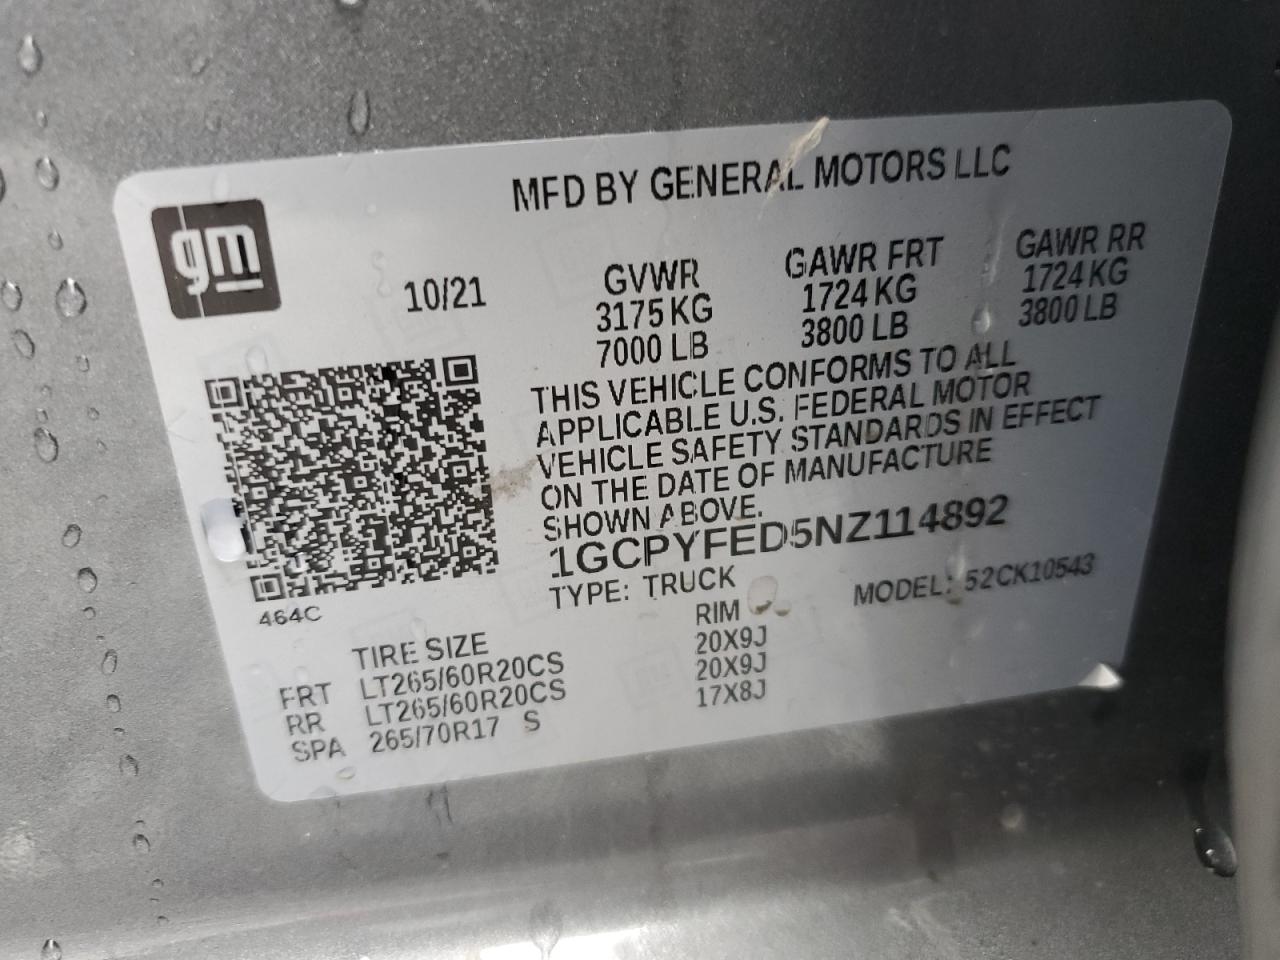 MFD BY GENERAL MOTORS LLC
gm
10/21
GVWR GAWR FRT GAWR RR
3175 KG 1724 KG 1724 KG
7000 LB 3800 LB 3800 LB
THIS VEHICLE CONFORMS TO ALL
APPLICABLE U.S. FEDERAL MOTOR
VEHICLE SAFETY STANDARDS IN EFFECT
ON THE DATE OF MANUFACTURE
SHOWN ABOVE.
1GCPYFED5NZ114892
TYPE: TRUCK MODEL: 52CK10543
464C
TIRE SIZE RIM
FRT LT265/60R20CS 20X9J
RR LT265/60R20CS 20X9J
SPA 265/70R17 S 17X8J